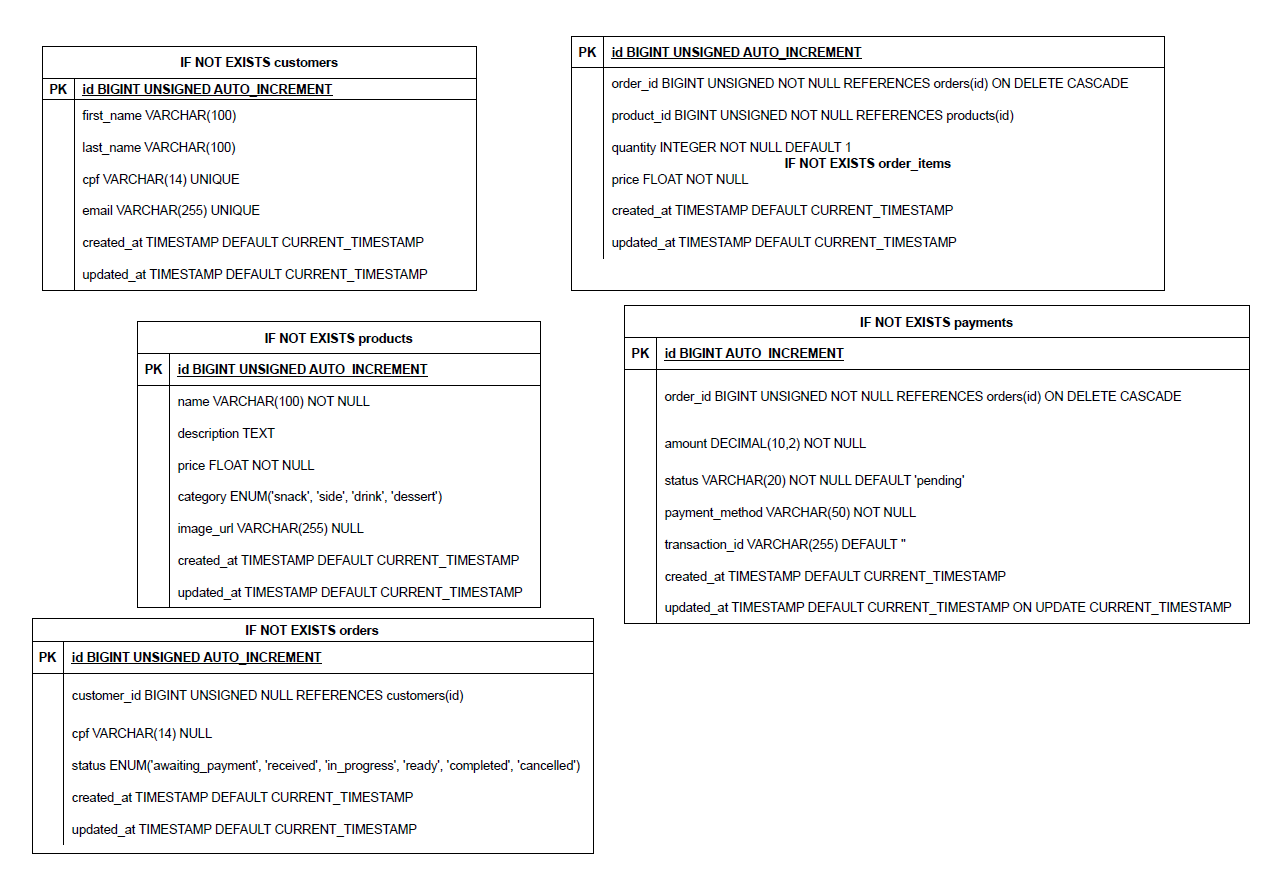 IF NOT EXISTS customers
PK id BIGINT UNSIGNED AUTO_INCREMENT
first_name VARCHAR(100)
last_name VARCHAR(100)
cpf VARCHAR(14) UNIQUE
email VARCHAR(255) UNIQUE
created_at TIMESTAMP DEFAULT CURRENT_TIMESTAMP
updated_at TIMESTAMP DEFAULT CURRENT_TIMESTAMP
PK id BIGINT UNSIGNED AUTO_INCREMENT
order_id BIGINT UNSIGNED NOT NULL REFERENCES orders(id) ON DELETE CASCADE
product_id BIGINT UNSIGNED NOT NULL REFERENCES products(id)
quantity INTEGER NOT NULL DEFAULT 1
IF NOT EXISTS order_items
price FLOAT NOT NULL
created_at TIMESTAMP DEFAULT CURRENT_TIMESTAMP
updated_at TIMESTAMP DEFAULT CURRENT_TIMESTAMP
IF NOT EXISTS products
PK id BIGINT UNSIGNED AUTO_INCREMENT
name VARCHAR(100) NOT NULL
description TEXT
price FLOAT NOT NULL
category ENUM('snack', 'side', 'drink', 'dessert')
image_url VARCHAR(255) NULL
created_at TIMESTAMP DEFAULT CURRENT_TIMESTAMP
updated_at TIMESTAMP DEFAULT CURRENT_TIMESTAMP
IF NOT EXISTS payments
PK id BIGINT AUTO_INCREMENT
order_id BIGINT UNSIGNED NOT NULL REFERENCES orders(id) ON DELETE CASCADE
amount DECIMAL(10,2) NOT NULL
status VARCHAR(20) NOT NULL DEFAULT 'pending'
payment_method VARCHAR(50) NOT NULL
transaction_id VARCHAR(255) DEFAULT ''
created_at TIMESTAMP DEFAULT CURRENT_TIMESTAMP
updated_at TIMESTAMP DEFAULT CURRENT_TIMESTAMP ON UPDATE CURRENT_TIMESTAMP
IF NOT EXISTS orders
PK id BIGINT UNSIGNED AUTO_INCREMENT
customer_id BIGINT UNSIGNED NULL REFERENCES customers(id)
cpf VARCHAR(14) NULL
status ENUM('awaiting_payment', 'received', 'in_progress', 'ready', 'completed', 'cancelled')
created_at TIMESTAMP DEFAULT CURRENT_TIMESTAMP
updated_at TIMESTAMP DEFAULT CURRENT_TIMESTAMP